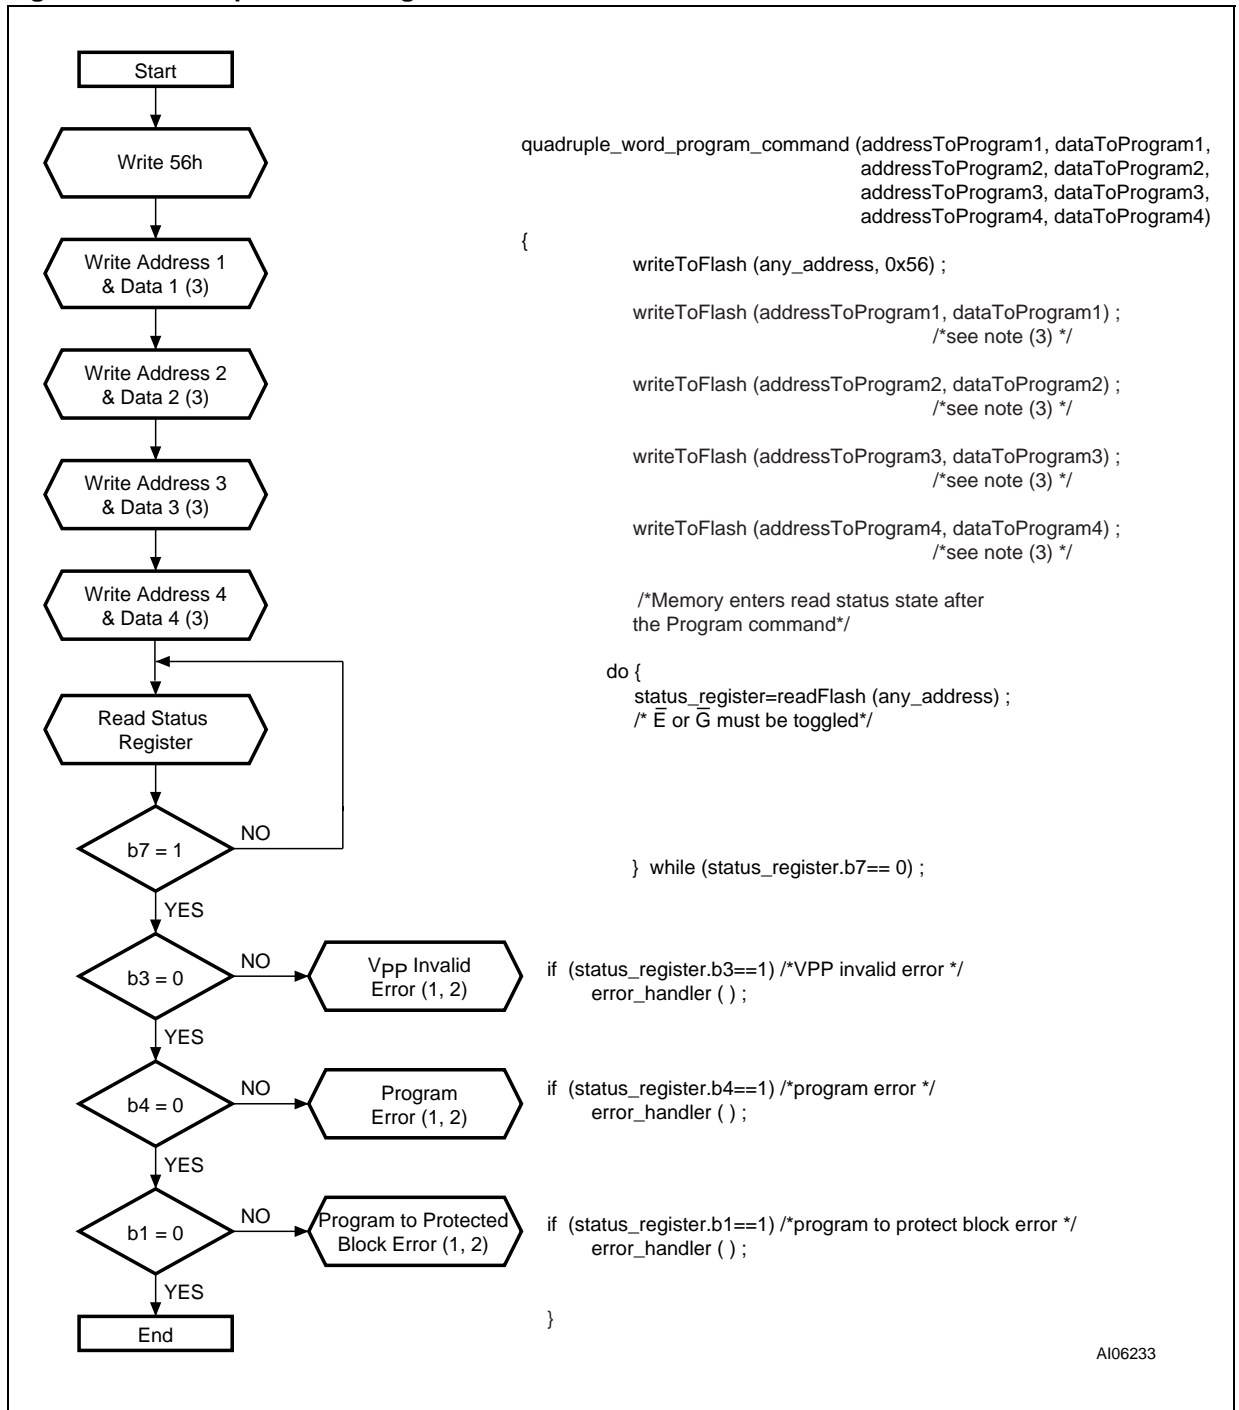 Start
Write 56h
Write Address 1
& Data 1 (3)
Write Address 2
& Data 2 (3)
Write Address 3
& Data 3 (3)
Write Address 4
& Data 4 (3)
Read Status
Register
b7 = 1
NO
YES
b3 = 0
NO
VPP Invalid
Error (1, 2)
YES
b4 = 0
NO
Program
Error (1, 2)
YES
b1 = 0
NO
Program to Protected
Block Error (1, 2)
YES
End
quadruple_word_program_command (addressToProgram1, dataToProgram1,
addressToProgram2, dataToProgram2,
addressToProgram3, dataToProgram3,
addressToProgram4, dataToProgram4)
{
writeToFlash (any_address, 0x56) ;
writeToFlash (addressToProgram1, dataToProgram1) ;
/*see note (3) */
writeToFlash (addressToProgram2, dataToProgram2) ;
/*see note (3) */
writeToFlash (addressToProgram3, dataToProgram3) ;
/*see note (3) */
writeToFlash (addressToProgram4, dataToProgram4) ;
/*see note (3) */
/*Memory enters read status state after
the Program command*/
do {
status_register=readFlash (any_address) ;
/* E̅ or G̅ must be toggled*/
} while (status_register.b7== 0) ;
if (status_register.b3==1) /*VPP invalid error */
error_handler ( ) ;
if (status_register.b4==1) /*program error */
error_handler ( ) ;
if (status_register.b1==1) /*program to protect block error */
error_handler ( ) ;
}
AI06233